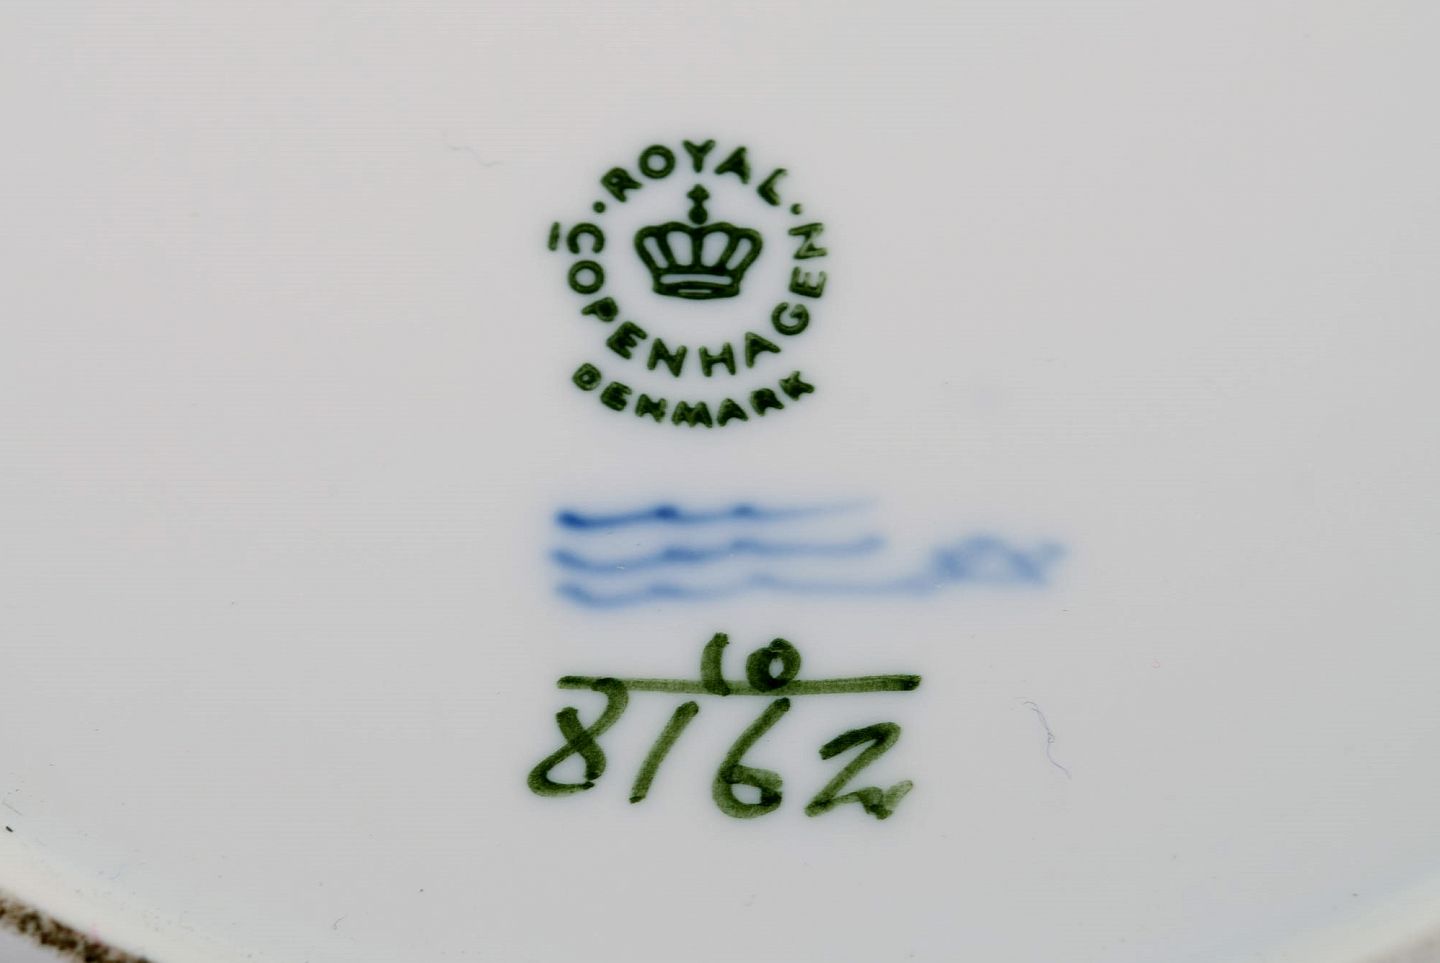 ROYAL
COPENHAGEN
DENMARK
10
8162